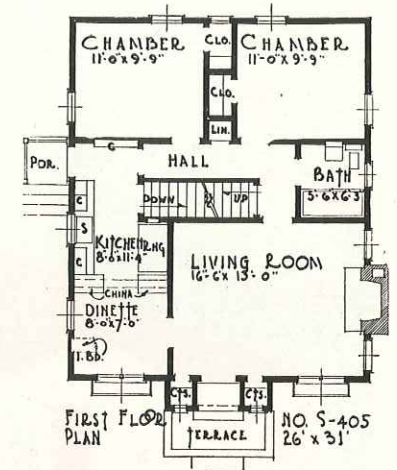 CHAMBER
11'-0" x 9'-9"
CLO.
CHAMBER
11'-0" x 9'-9"
CLO.
LIN.
C
POR.
HALL
BATH
5'-6" x 6'-3"
C
DOWN
UP
S
KITCHEN
RNG
8'-6" x 11'-4"
C
LIVING ROOM
16'-6" x 13'-0"
CHINA
DINETTE
8'-0" x 7'-0"
I.BD.
CTS.
CTS.
FIRST FLOOR
PLAN
TERRACE
NO. S-405
26' x 31'